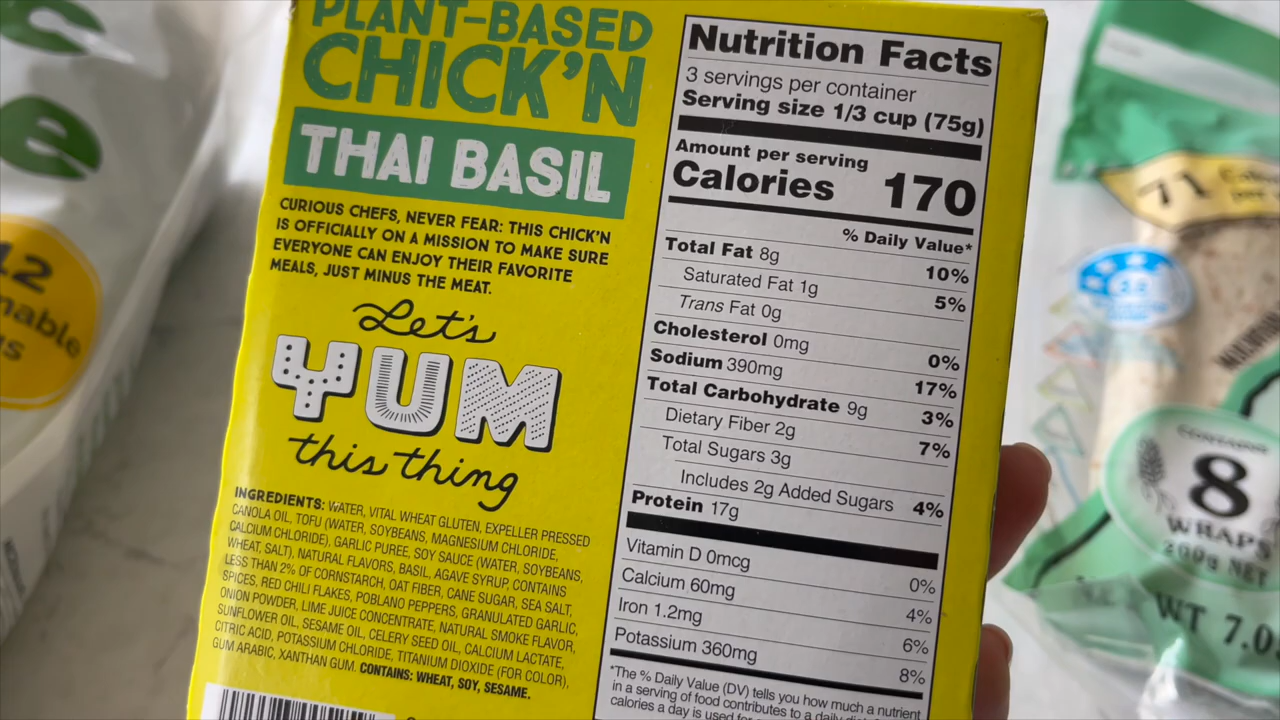 PLANT-BASED
CHICK'N
THAI BASIL
CURIOUS CHEFS, NEVER FEAR: THIS CHICK'N
IS OFFICIALLY ON A MISSION TO MAKE SURE
EVERYONE CAN ENJOY THEIR FAVORITE
MEALS, JUST MINUS THE MEAT.
Let's
YUM
this thing
INGREDIENTS: WATER, VITAL WHEAT GLUTEN, EXPELLER PRESSED
CANOLA OIL, TOFU (WATER, SOYBEANS, MAGNESIUM CHLORIDE,
CALCIUM CHLORIDE), GARLIC PUREE, SOY SAUCE (WATER, SOYBEANS,
WHEAT, SALT), NATURAL FLAVORS, BASIL, AGAVE SYRUP, CONTAINS
LESS THAN 2% OF CORNSTARCH, OAT FIBER, CANE SUGAR, SEA SALT,
SPICES, RED CHILI FLAKES, POBLANO PEPPERS, GRANULATED GARLIC,
ONION POWDER, LIME JUICE CONCENTRATE, NATURAL SMOKE FLAVOR,
SUNFLOWER OIL, SESAME OIL, CELERY SEED OIL, CALCIUM LACTATE,
CITRIC ACID, POTASSIUM CHLORIDE, TITANIUM DIOXIDE (FOR COLOR),
GUM ARABIC, XANTHAN GUM. CONTAINS: WHEAT, SOY, SESAME.
Nutrition Facts
3 servings per container
Serving size 1/3 cup (75g)
Amount per serving
Calories 170
% Daily Value*
Total Fat 8g 10%
Saturated Fat 1g 5%
Trans Fat 0g
Cholesterol 0mg 0%
Sodium 390mg 17%
Total Carbohydrate 9g 3%
Dietary Fiber 2g 7%
Total Sugars 3g
Includes 2g Added Sugars 4%
Protein 17g
Vitamin D 0mcg 0%
Calcium 60mg 4%
Iron 1.2mg 6%
Potassium 360mg 8%
*The % Daily Value (DV) tells you how much a nutrient
in a serving of food contributes to a daily
calories a day is used
12
71
8
WRAPS
200g NET
WT 7.0